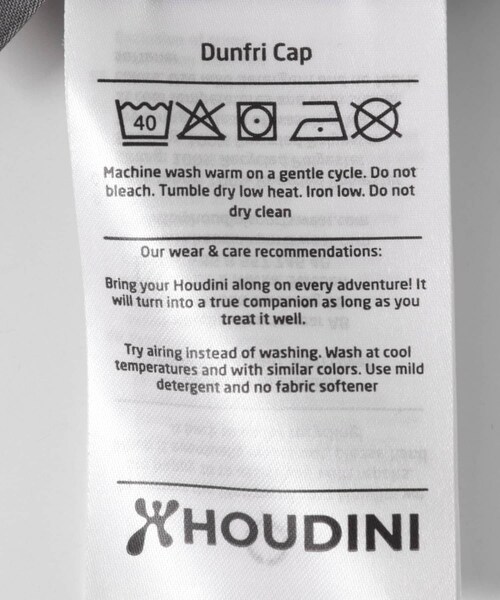 Dunfri Cap
40
Machine wash warm on a gentle cycle. Do not
bleach. Tumble dry low heat. Iron low. Do not
dry clean
Our wear & care recommendations:
Bring your Houdini along on every adventure! It
will turn into a true companion as long as you
treat it well.
Try airing instead of washing. Wash at cool
temperatures and with similar colors. Use mild
detergent and no fabric softener
HOUDINI